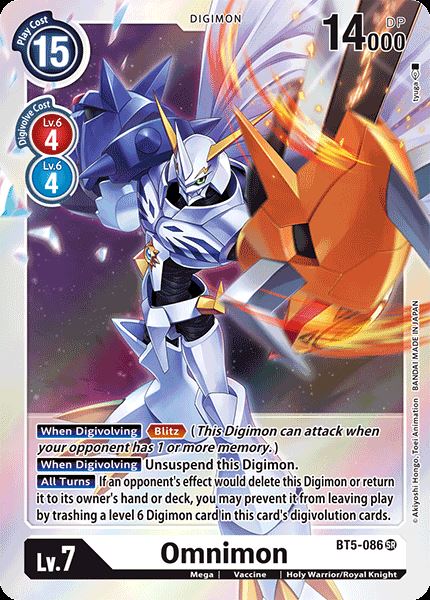 Play Cost
15
DIGIMON
DP
14000
Digivolve Cost
Lv.6
4
Lv.6
4
Iyuga
When Digivolving Blitz (This Digimon can attack when
your opponent has 1 or more memory.)
When Digivolving Unsuspend this Digimon.
All Turns If an opponent's effect would delete this Digimon or return
it to its owner's hand or deck, you may prevent it from leaving play
by trashing a level 6 Digimon card in this card's digivolution cards.
©Akiyoshi Hongo, Toei Animation BANDAI MADE IN JAPAN
Lv.7
Omnimon
BT5-086 SR
Mega | Vaccine | Holy Warrior/Royal Knight